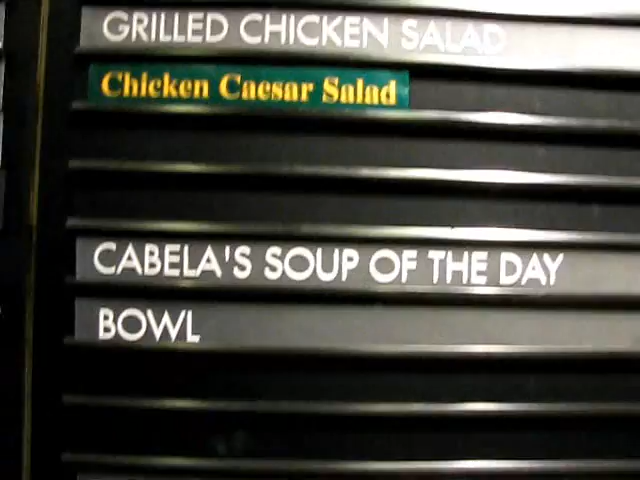 GRILLED CHICKEN SALAD
Chicken Caesar Salad
CABELA'S SOUP OF THE DAY
BOWL